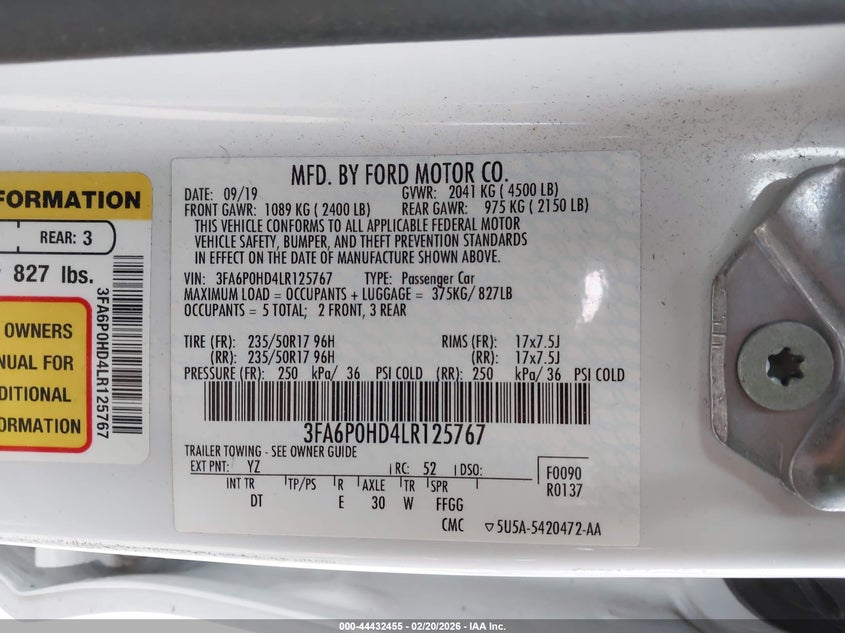 FORMATION
REAR: 3
827 lbs.
OWNERS
NUAL FOR
DITIONAL
FORMATION
3FA6P0HD4LR125767
MFD. BY FORD MOTOR CO.
DATE: 09/19 GVWR: 2041 KG ( 4500 LB)
FRONT GAWR: 1089 KG ( 2400 LB) REAR GAWR: 975 KG ( 2150 LB)
THIS VEHICLE CONFORMS TO ALL APPLICABLE FEDERAL MOTOR
VEHICLE SAFETY, BUMPER, AND THEFT PREVENTION STANDARDS
IN EFFECT ON THE DATE OF MANUFACTURE SHOWN ABOVE.
VIN: 3FA6P0HD4LR125767 TYPE: Passenger Car
MAXIMUM LOAD = OCCUPANTS + LUGGAGE = 375KG/ 827LB
OCCUPANTS = 5 TOTAL; 2 FRONT, 3 REAR
TIRE (FR): 235/50R17 96H RIMS (FR): 17x7.5J
(RR): 235/50R17 96H (RR): 17x7.5J
PRESSURE (FR): 250 kPa/ 36 PSI COLD (RR): 250 kPa/ 36 PSI COLD
3FA6P0HD4LR125767
TRAILER TOWING - SEE OWNER GUIDE
EXT PNT: YZ RC: 52 DSO: F0090
INT TR TP/PS R AXLE TR SPR R0137
DT E 30 W FFGG
CMC ▽5U5A-5420472-AA
000-44432455 - 02/20/2026 - IAA Inc.